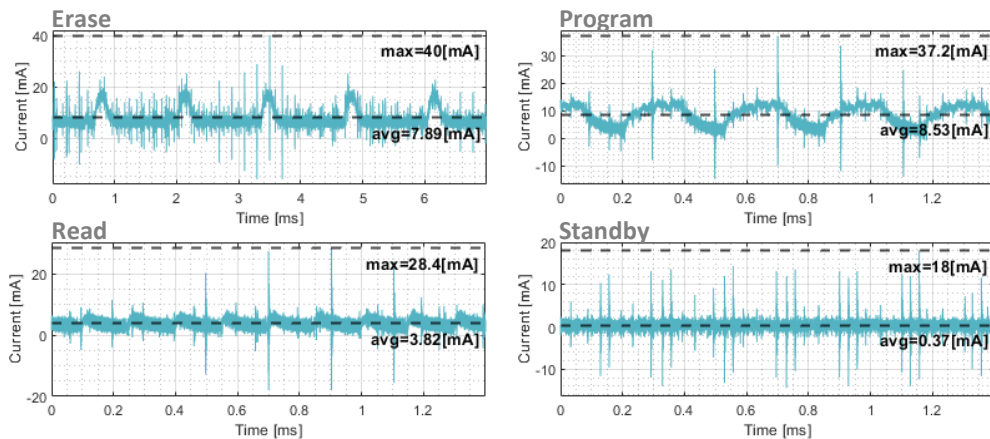 Erase
Current [mA]
40
20
0
max=40[mA]
avg=7.89[mA]
0 1 2 3 4 5 6
Time [ms]
Program
Current [mA]
30
20
10
0
-10
max=37.2[mA]
avg=8.53[mA]
0 0.2 0.4 0.6 0.8 1 1.2
Time [ms]
Read
Current [mA]
20
0
-20
max=28.4[mA]
avg=3.82[mA]
0 0.2 0.4 0.6 0.8 1 1.2
Time [ms]
Standby
Current [mA]
20
10
0
-10
max=18[mA]
avg=0.37[mA]
0 0.2 0.4 0.6 0.8 1 1.2
Time [ms]